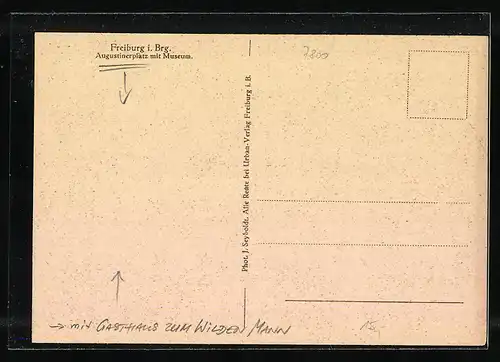 Freiburg i. Brg.
Augustinerplatz mit Museum.
7800
Phot. J. Seyboldt. Alle Rechte bei Urban-Verlag Freiburg i. B.
→ mit GASTHAUS ZUM WILDEN MANN